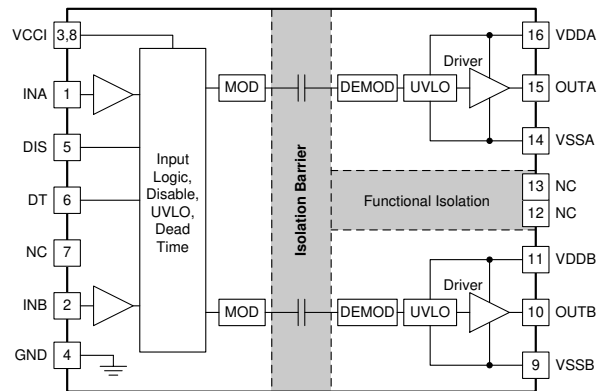 VCCI 3,8
INA 1
DIS 5
DT 6
NC 7
INB 2
GND 4
Input
Logic,
Disable,
UVLO,
Dead
Time
MOD
MOD
Isolation Barrier
DEMOD UVLO Driver
Functional Isolation
DEMOD UVLO Driver
16 VDDA
15 OUTA
14 VSSA
13 NC
12 NC
11 VDDB
10 OUTB
9 VSSB